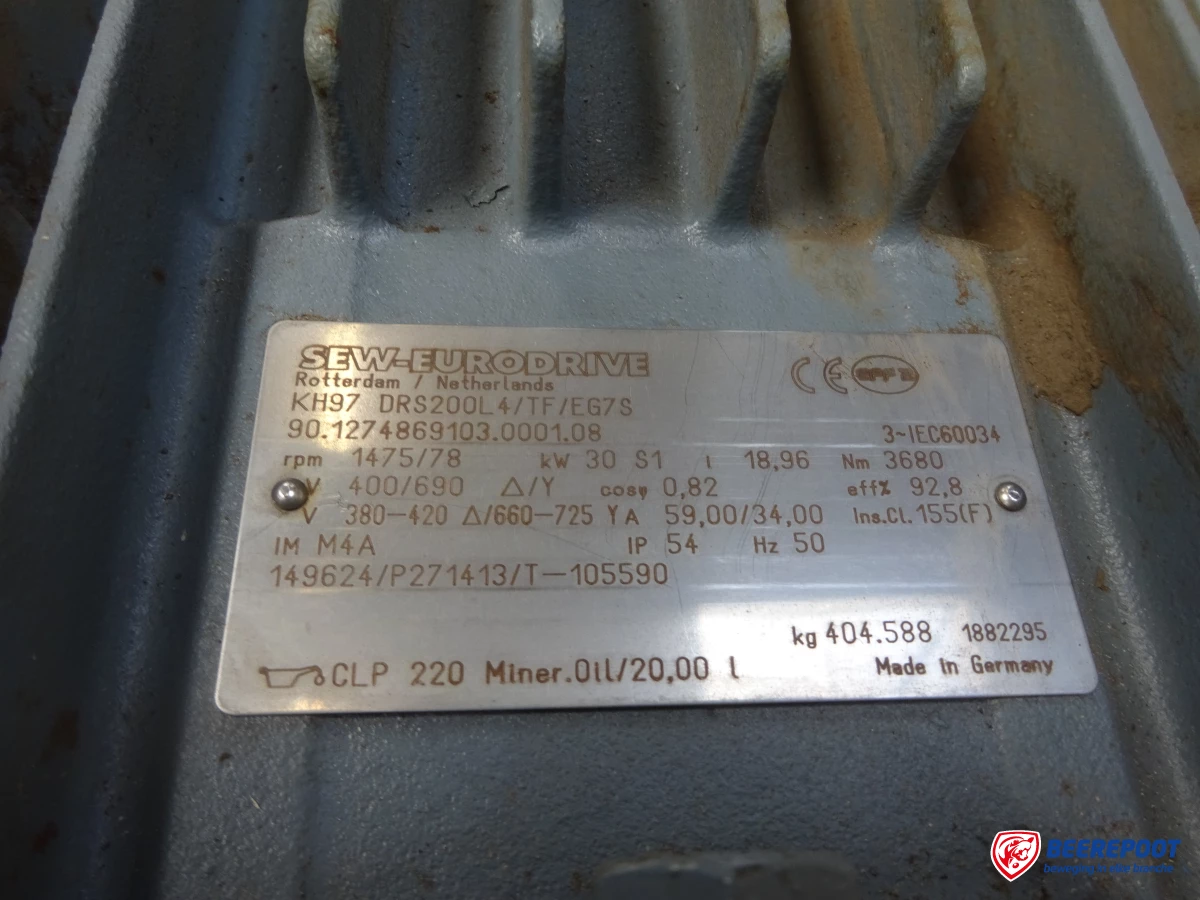 SEW-EURODRIVE
Rotterdam / Netherlands
KH97 DRS200L4/TF/EG7S
90.1274869103.0001.08 3~IEC60034
rpm 1475/78 kW 30 S1 i 18,96 Nm 3680
V 400/690 △/Y cosφ 0,82 eff% 92,8
V 380-420 △/660-725 Y A 59,00/34,00 Ins.Cl. 155(F)
IM M4A IP 54 Hz 50
149624/P271413/T-105590
kg 404.588 1882295
CLP 220 Miner.Oil/20,00 l Made in Germany
CE
BEEREPOOT